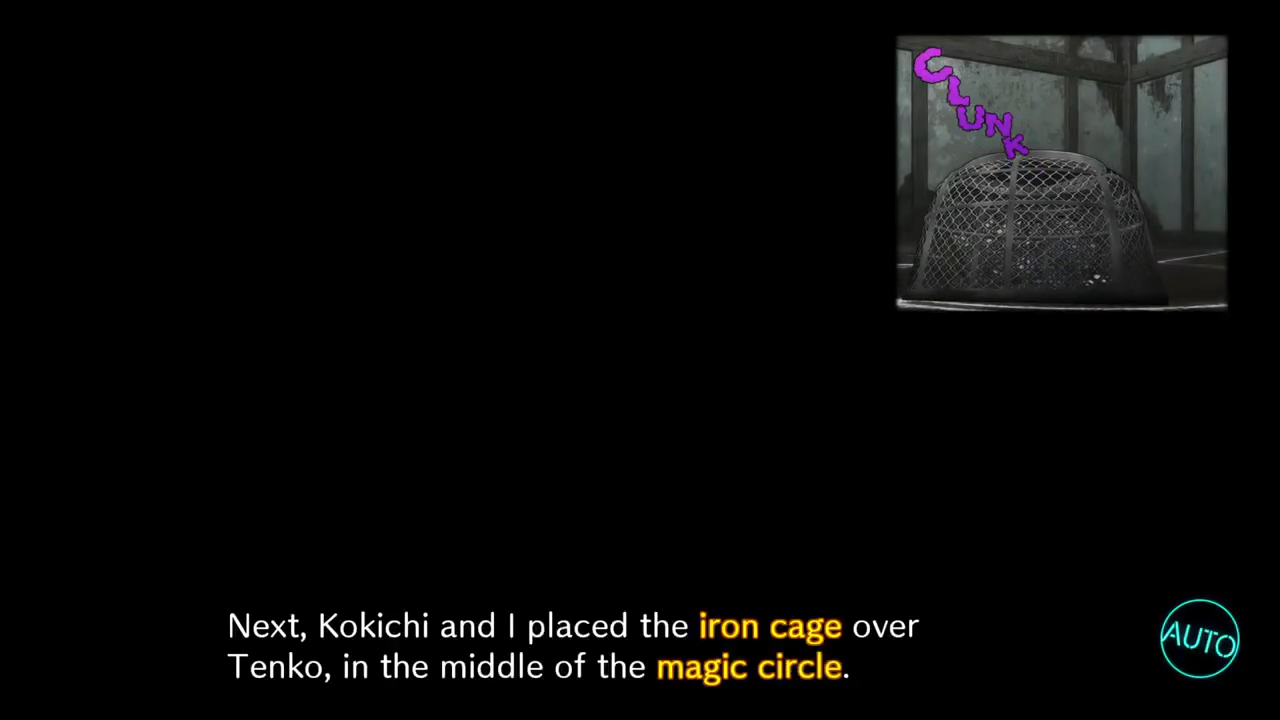 CLUNK
Next, Kokichi and I placed the iron cage over
Tenko, in the middle of the magic circle.
AUTO